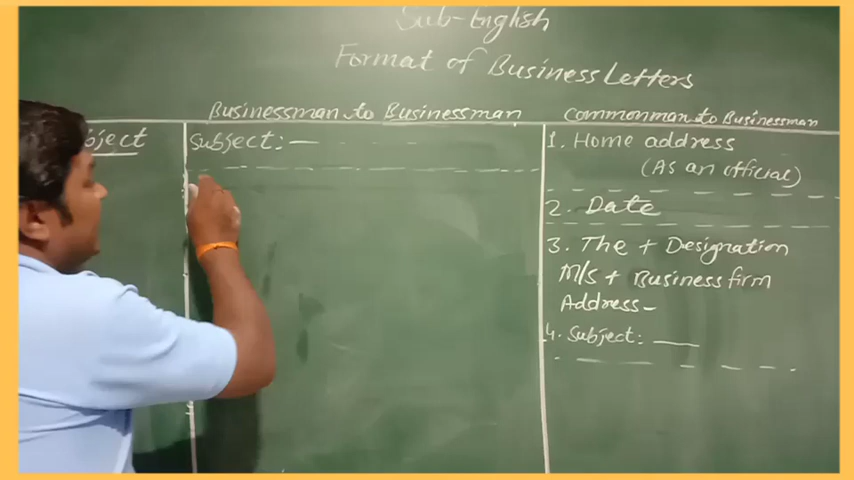 Sub-English
Format of Business Letters
Businessman to Businessman
Commonman to Businessman
bject
Subject:-
1. Home address
(As an official)
2. Date
3. The + Designation
M/s + Business firm
Address-
4. Subject: —